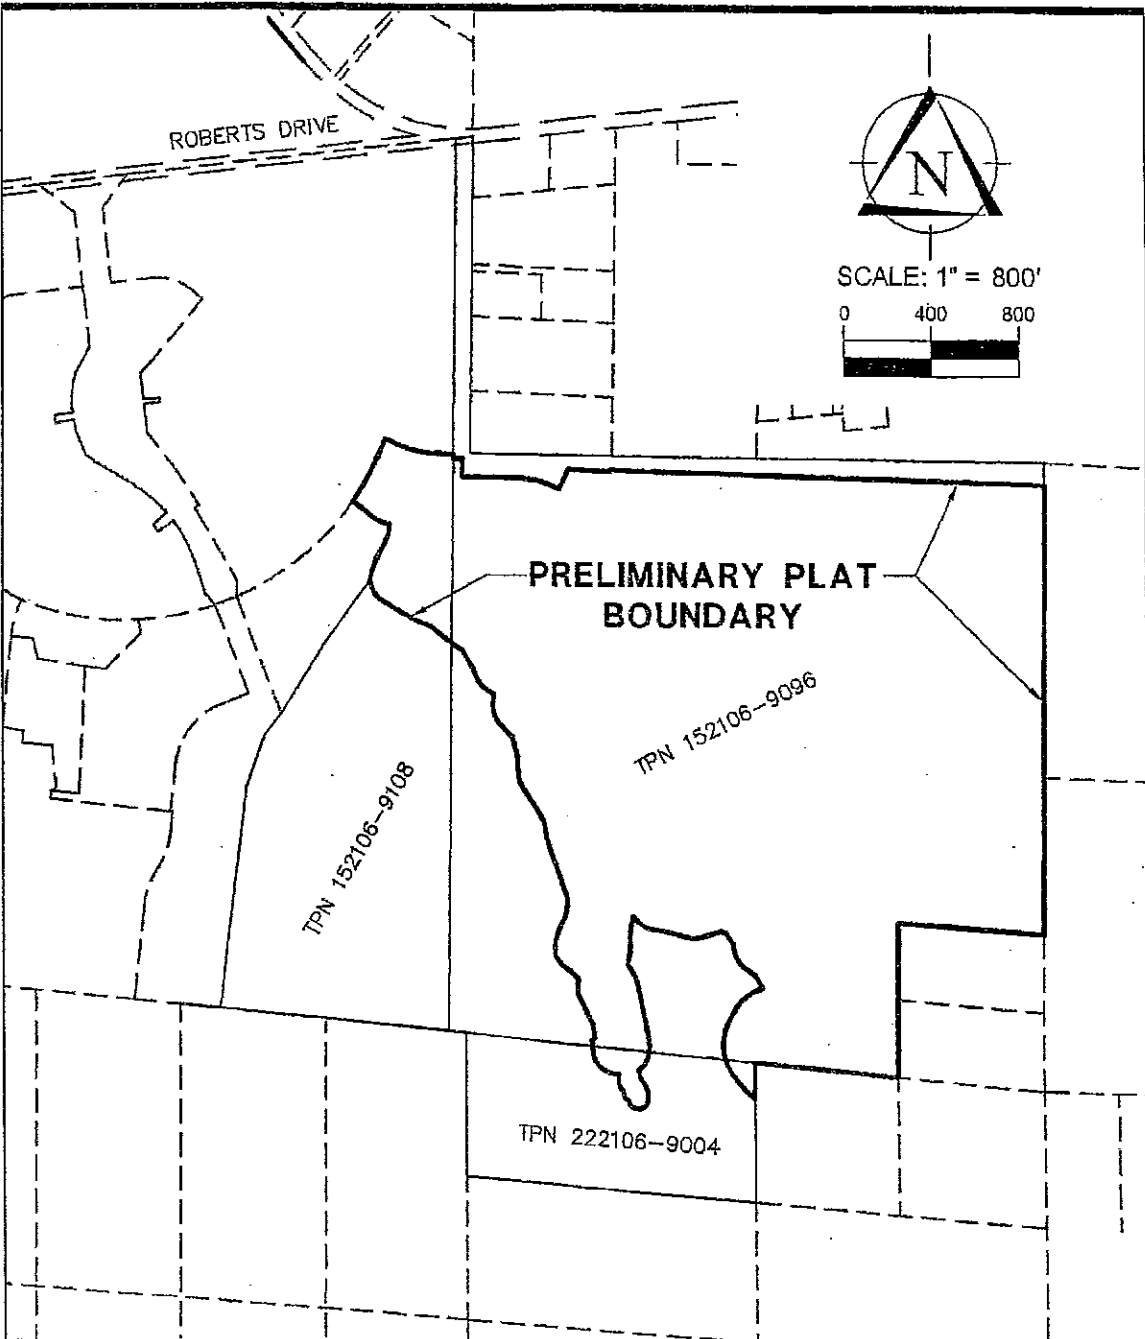 ROBERTS DRIVE
N
SCALE: 1" = 800'
0 400 800
PRELIMINARY PLAT
BOUNDARY
TPN 152106-9096
TPN 152106-9108
TPN 222106-9004